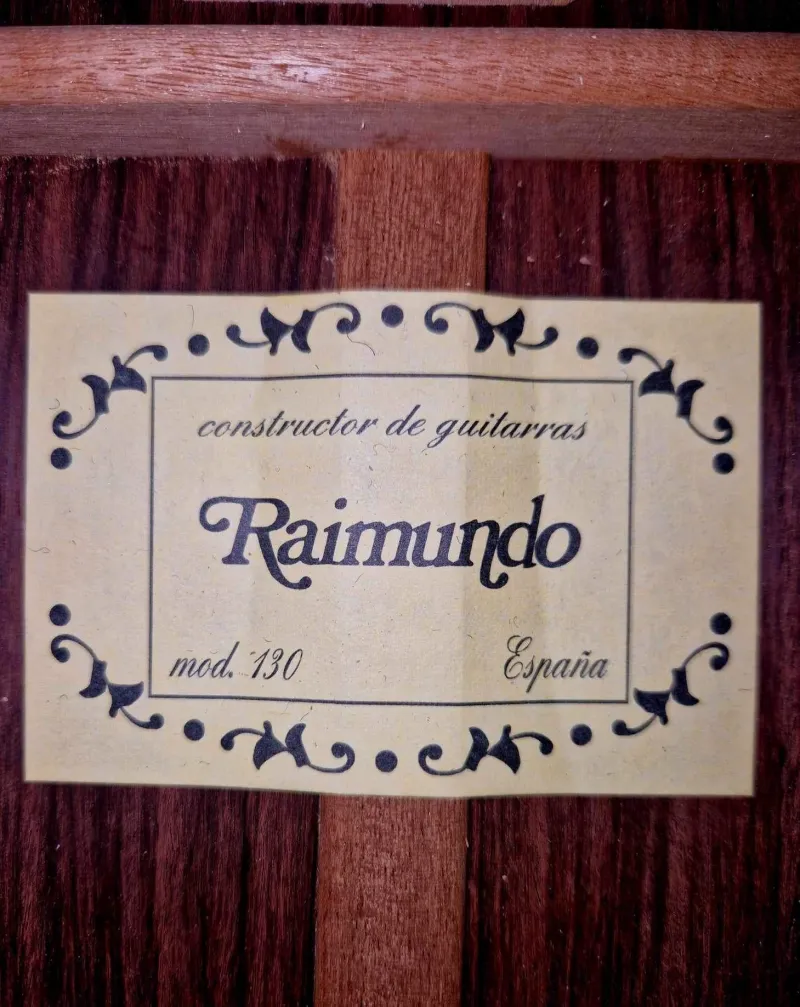 constructor de guitarras
Raimundo
mod. 130 España